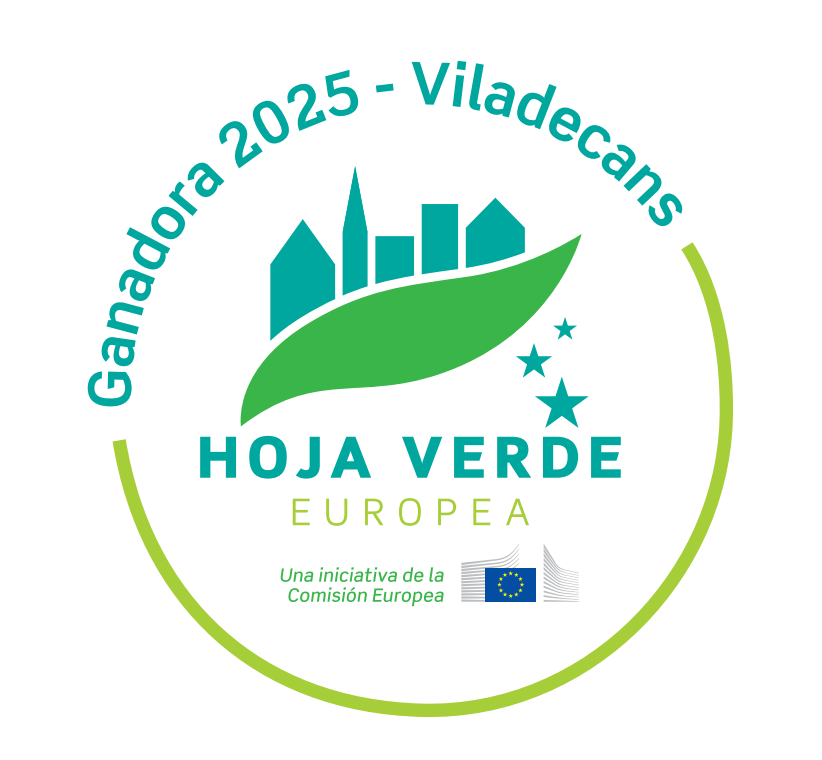 Ganadora 2025 - Viladecans
HOJA VERDE
EUROPEA
Una iniciativa de la
Comisión Europea